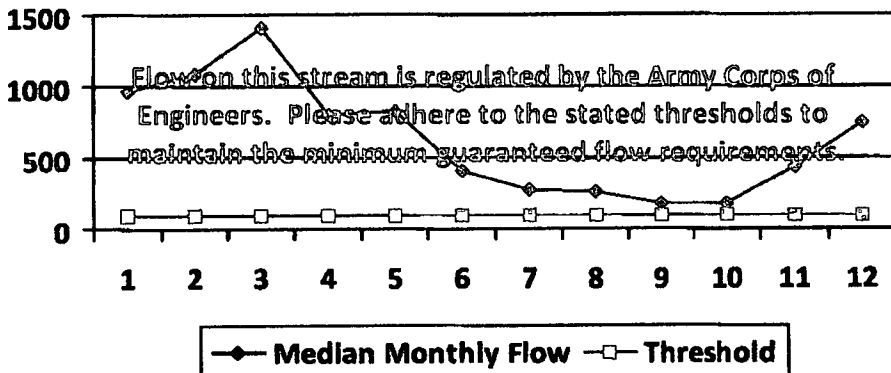 1500
1000
500
0
Flow on this stream is regulated by the Army Corps of
Engineers. Please adhere to the stated thresholds to
maintain the minimum guaranteed flow requirements.
1 2 3 4 5 6 7 8 9 10 11 12
Median Monthly Flow Threshold